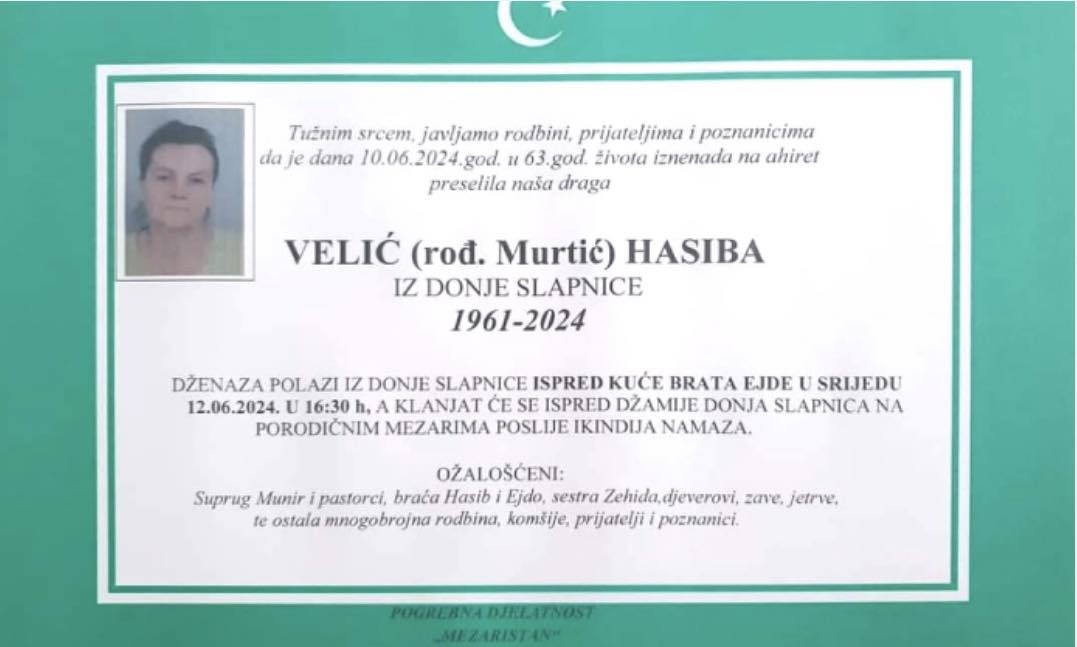 Tužnim srcem, javljamo rodbini, prijateljima i poznanicima
da je dana 10.06.2024.god. u 63.god. života iznenada na ahiret
preselila naša draga
VELIĆ (rođ. Murtić) HASIBA
IZ DONJE SLAPNICE
1961-2024
DŽENAZA POLAZI IZ DONJE SLAPNICE ISPRED KUĆE BRATA EJDE U SRIJEDU
12.06.2024. U 16:30 h, A KLANJAT ĆE SE ISPRED DŽAMIJE DONJA SLAPNICA NA
PORODIČNIM MEZARIMA POSLIJE IKINDIJA NAMAZA.
OŽALOŠĆENI:
Suprug Munir i pastorci, braća Hasib i Ejdo, sestra Zehida,djeverovi, zave, jetrve,
te ostala mnogobrojna rodbina, komšije, prijatelji i poznanici.
POGREBNA DJELATNOST
„MEZARISTAN"